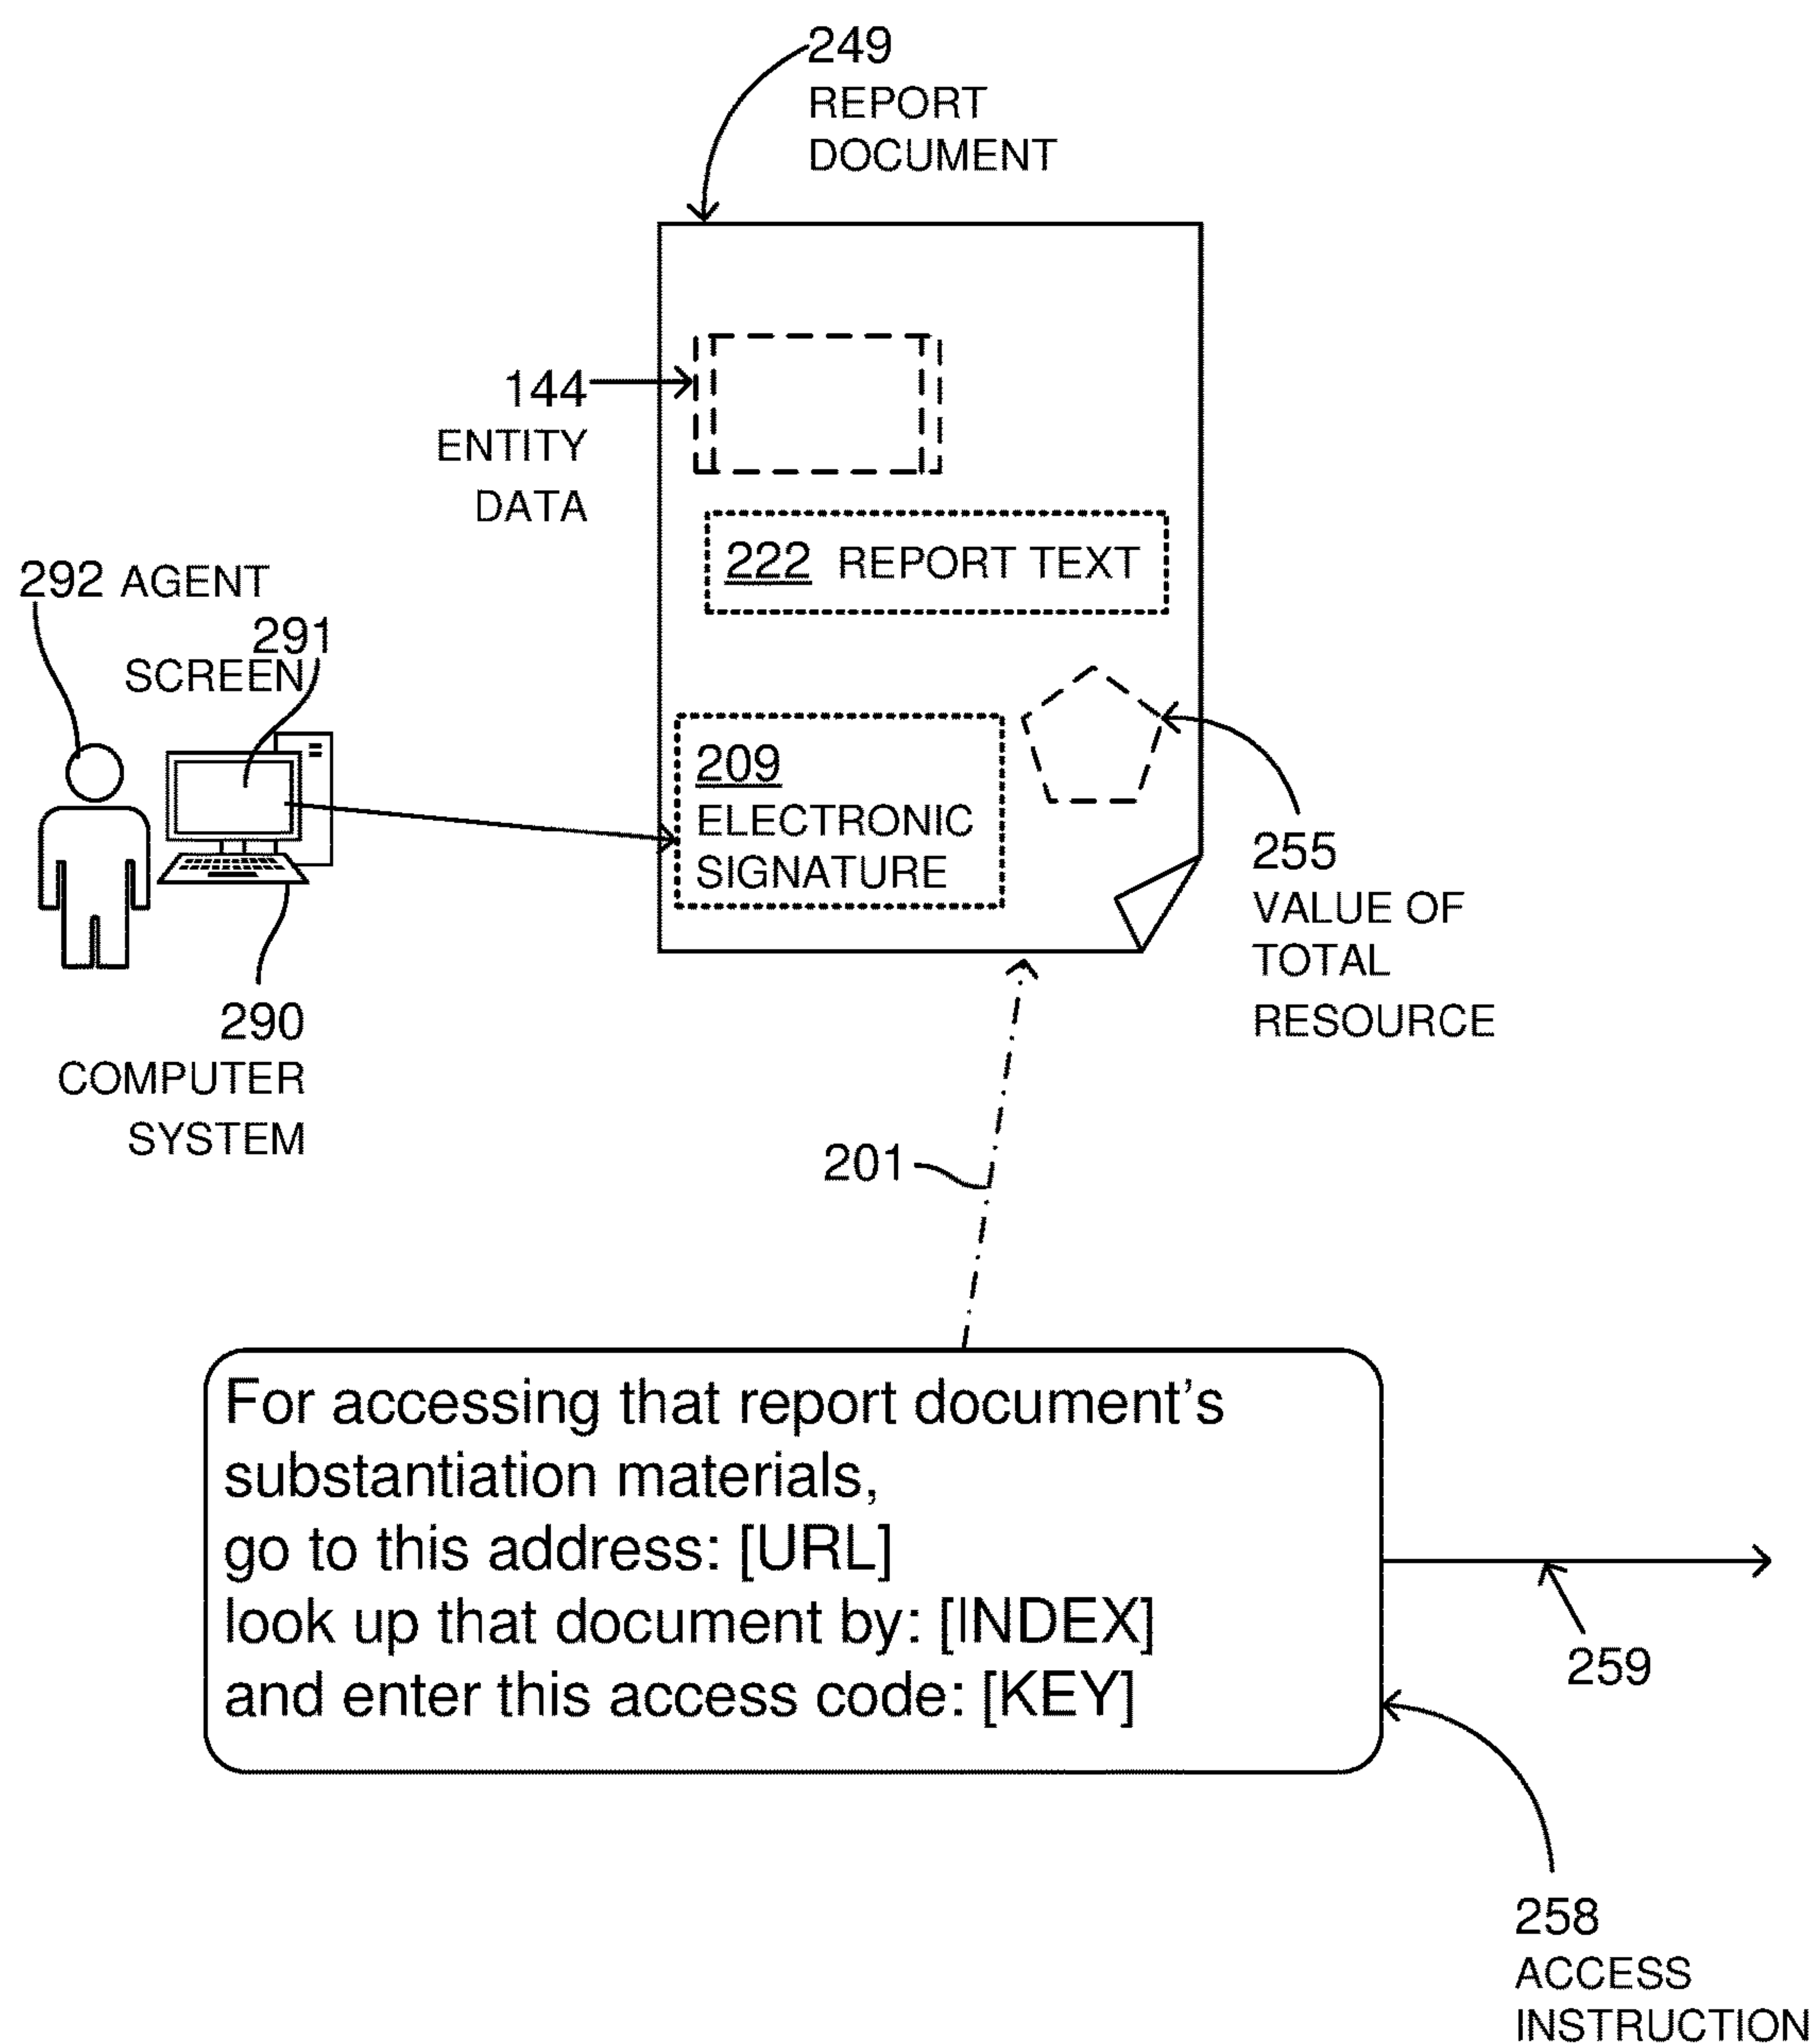 249
REPORT
DOCUMENT
144
ENTITY
DATA
222 REPORT TEXT
292 AGENT
291
SCREEN
209
ELECTRONIC
SIGNATURE
255
VALUE OF
TOTAL
RESOURCE
290
COMPUTER
SYSTEM
201
For accessing that report document's
substantiation materials,
go to this address: [URL]
look up that document by: [INDEX]
and enter this access code: [KEY]
259
258
ACCESS
INSTRUCTION